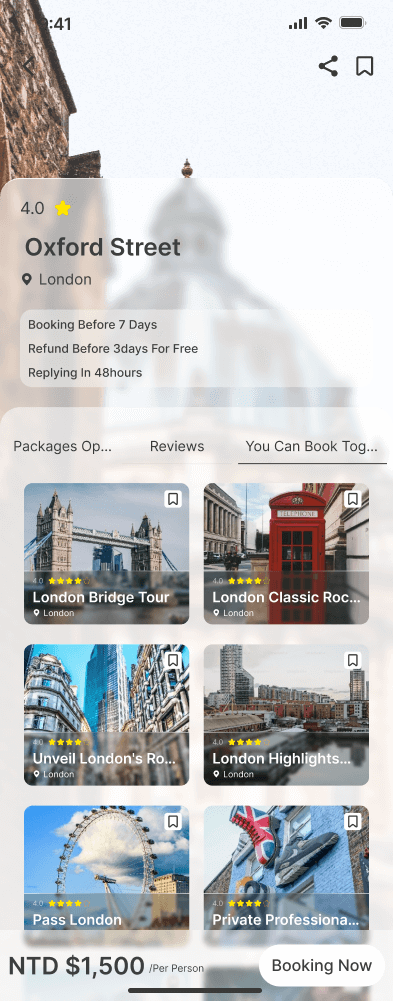 :41
4.0
Oxford Street
London
Booking Before 7 Days
Refund Before 3days For Free
Replying In 48hours
Packages Op... Reviews You Can Book Tog...
TELEPHONE
4.0
London Bridge Tour
London
4.0
London Classic Roc...
London
4.0
Unveil London's Ro...
London
4.0
London Highlights...
London
4.0
Pass London
4.0
Private Professiona...
NTD $1,500 /Per Person
Booking Now